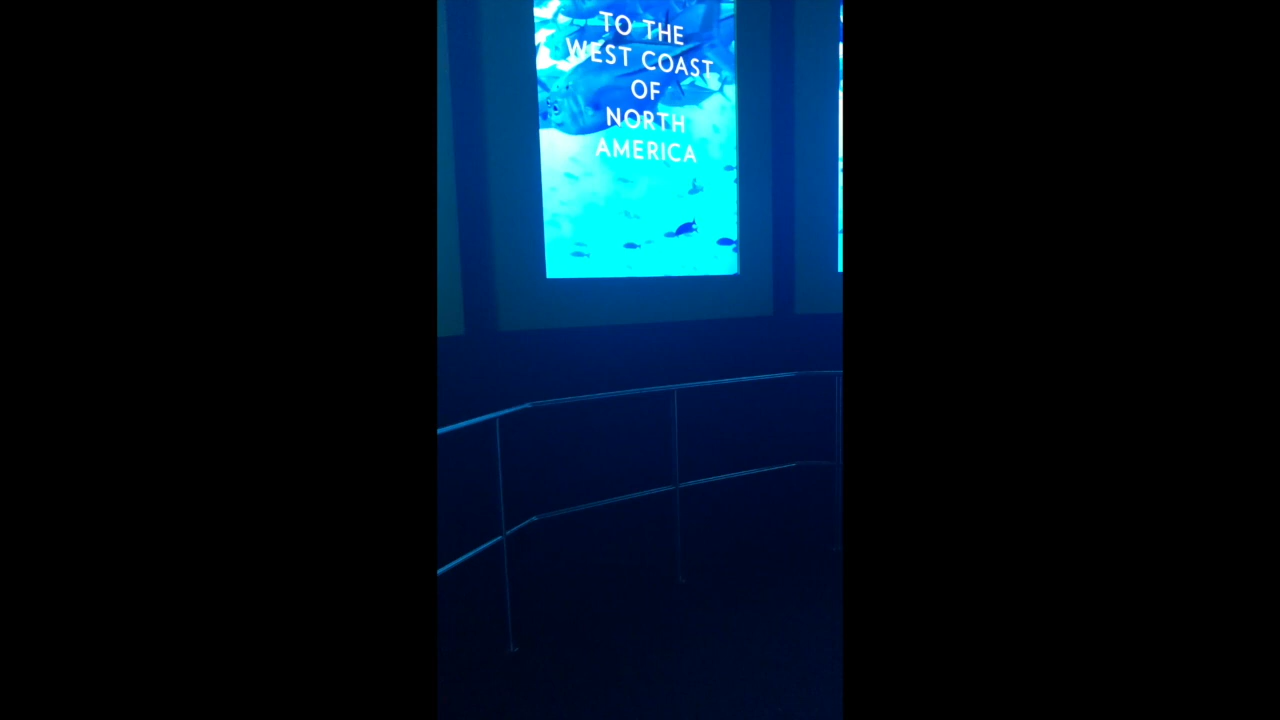 TO THE
WEST COAST
OF
NORTH
AMERICA